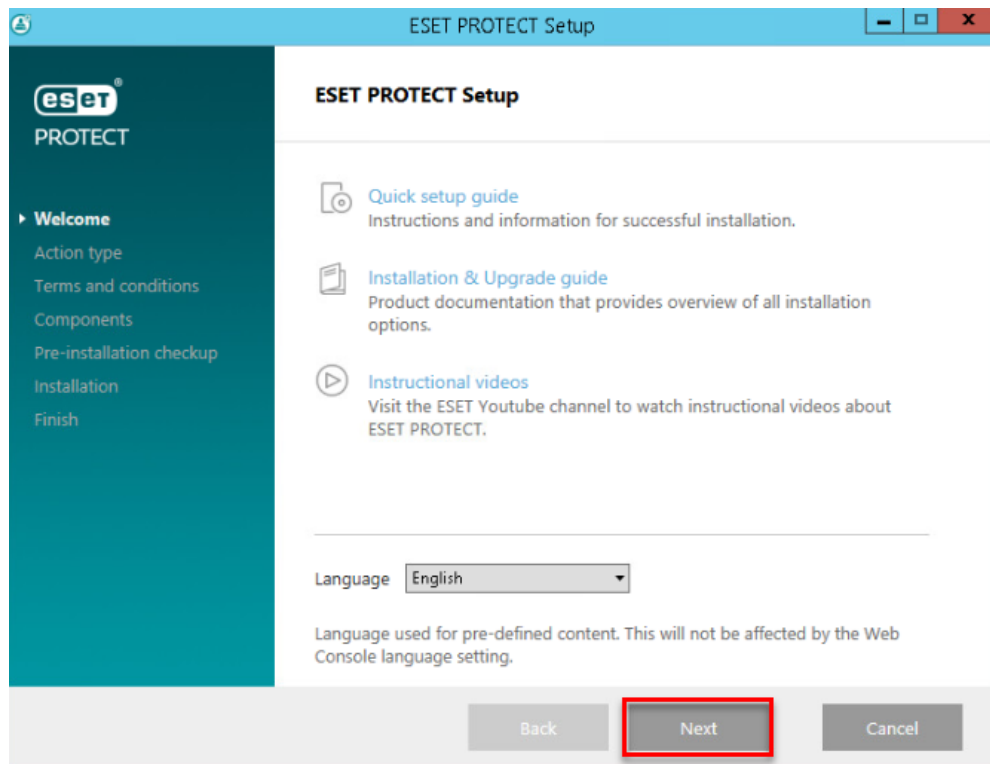 ESET PROTECT Setup
eseT®
PROTECT
Welcome
Action type
Terms and conditions
Components
Pre-installation checkup
Installation
Finish
ESET PROTECT Setup
Quick setup guide
Instructions and information for successful installation.
Installation & Upgrade guide
Product documentation that provides overview of all installation
options.
Instructional videos
Visit the ESET Youtube channel to watch instructional videos about
ESET PROTECT.
Language English
Language used for pre-defined content. This will not be affected by the Web
Console language setting.
Back Next Cancel